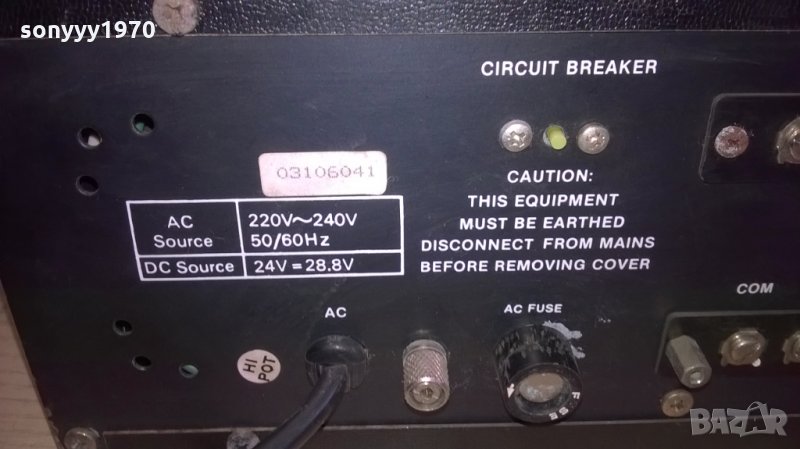 sonyyy1970
CIRCUIT BREAKER
03106041
CAUTION:
THIS EQUIPMENT
MUST BE EARTHED
DISCONNECT FROM MAINS
BEFORE REMOVING COVER
AC Source 220V~240V 50/60Hz
DC Source 24V=28.8V
COM
AC
AC FUSE
HI POT
BAZAR